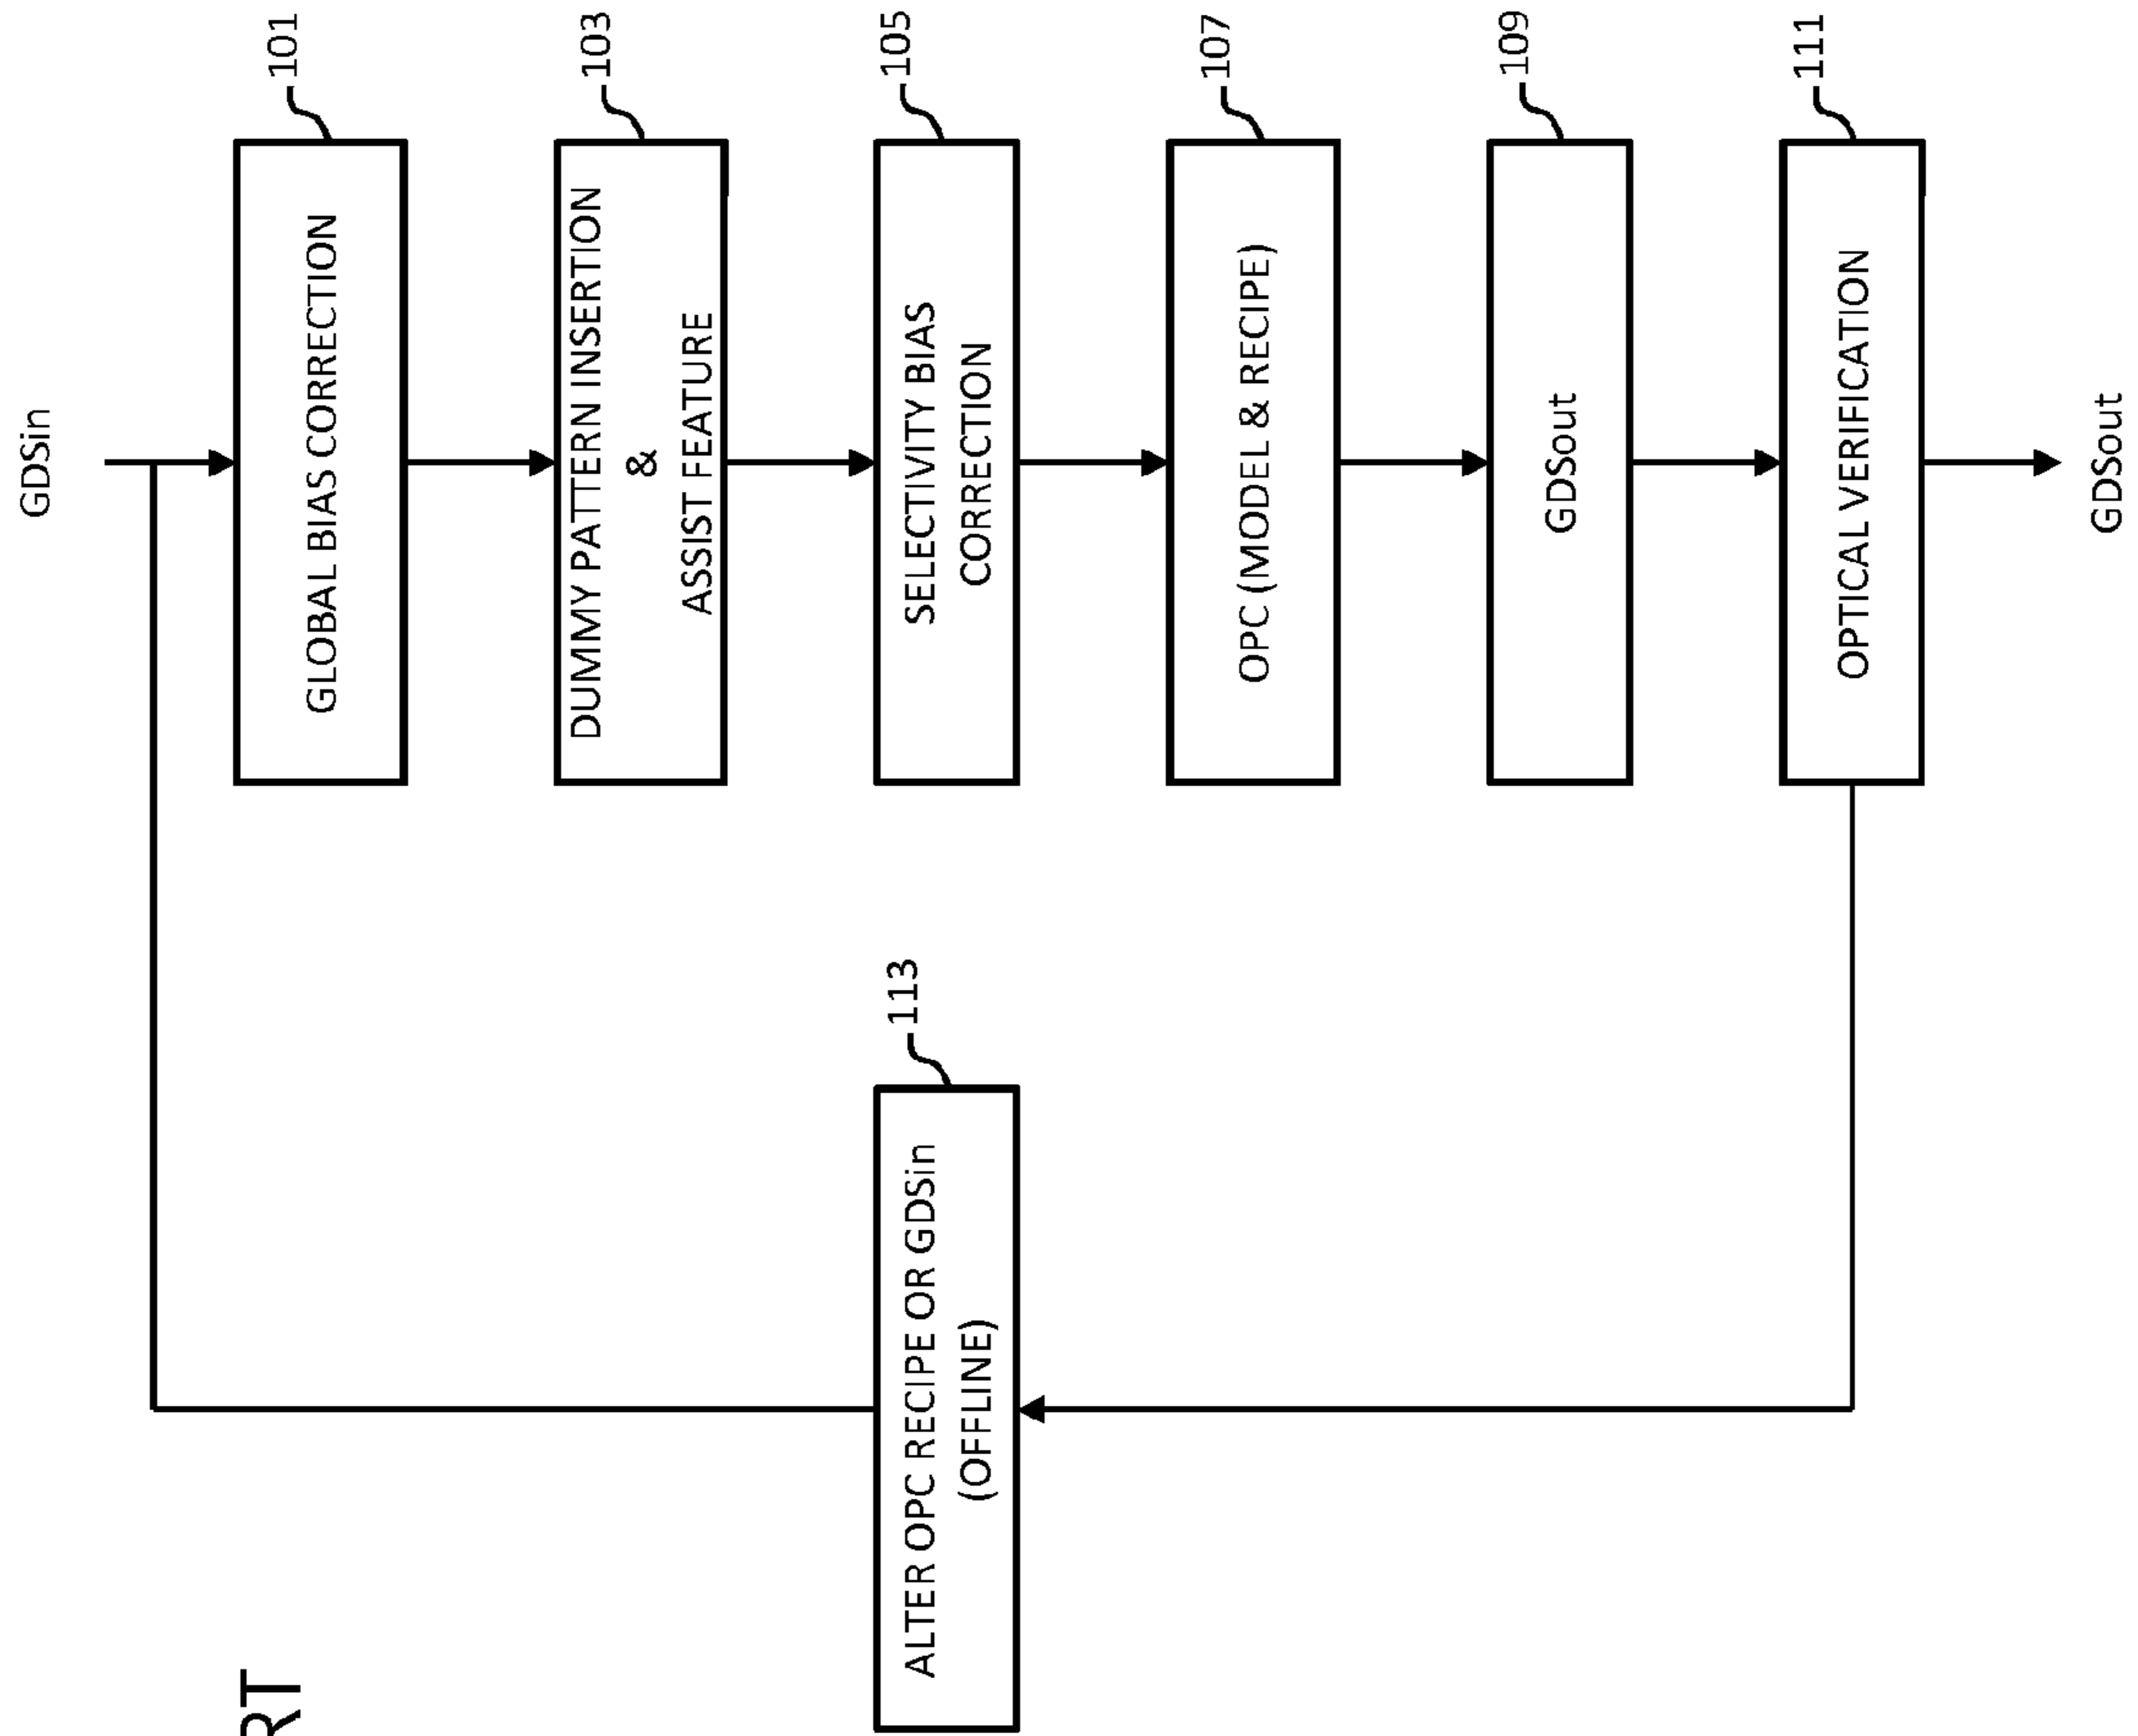 GDSin
101
GLOBAL BIAS CORRECTION
103
DUMMY PATTERN INSERTION
&
ASSIST FEATURE
105
SELECTIVITY BIAS
CORRECTION
107
OPC (MODEL & RECIPE)
109
GDSout
111
OPTICAL VERIFICATION
GDSout
113
ALTER OPC RECIPE OR GDSin
(OFFLINE)
RT